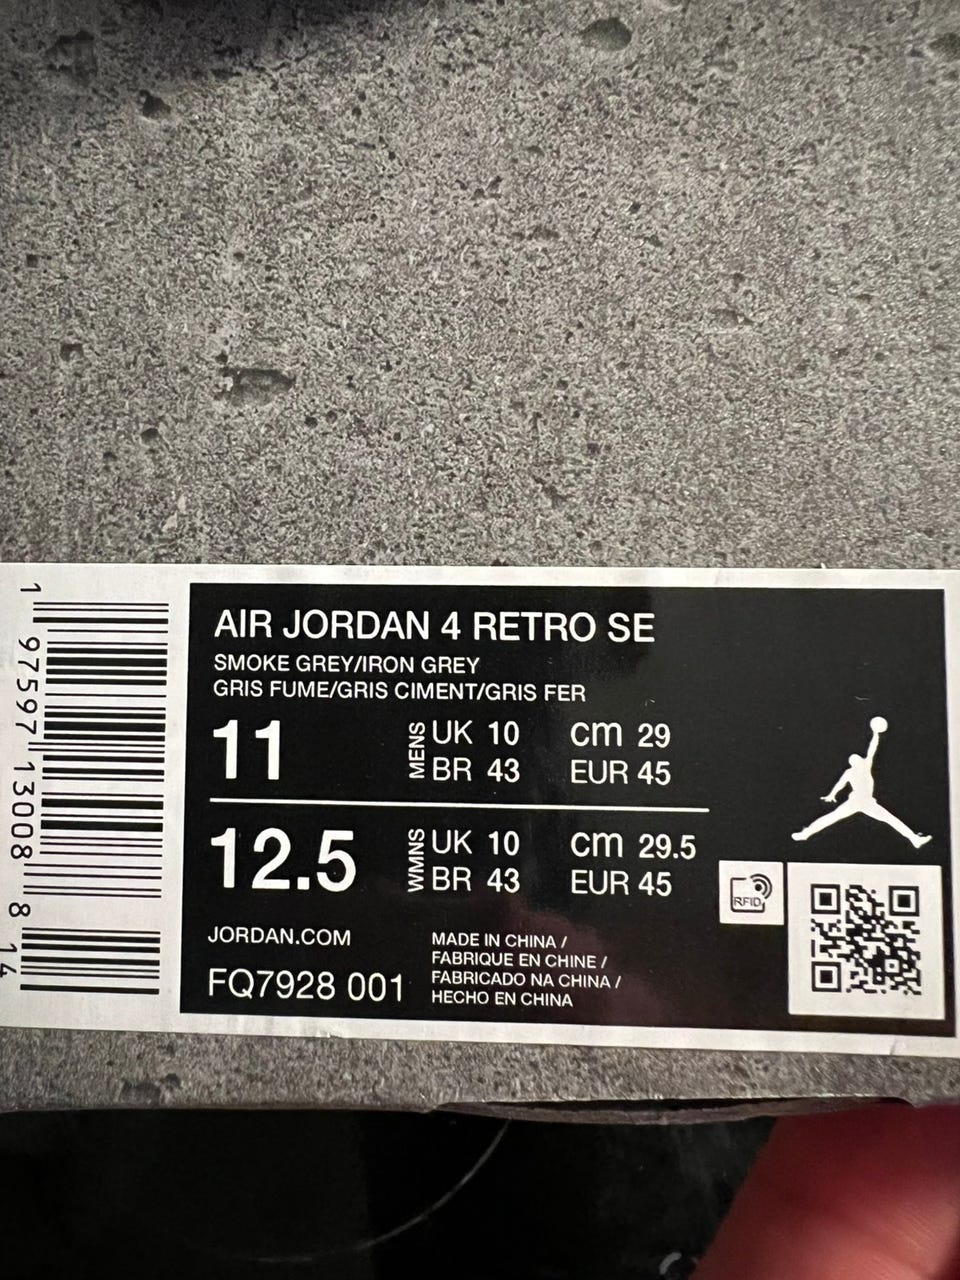 AIR JORDAN 4 RETRO SE
SMOKE GREY/IRON GREY
GRIS FUME/GRIS CIMENT/GRIS FER
11 MENS UK 10 cm 29
BR 43 EUR 45
12.5 WMNS UK 10 cm 29.5
BR 43 EUR 45
RFID
JORDAN.COM
FQ7928 001
MADE IN CHINA /
FABRIQUE EN CHINE /
FABRICADO NA CHINA /
HECHO EN CHINA
1 97597 13008 8 14